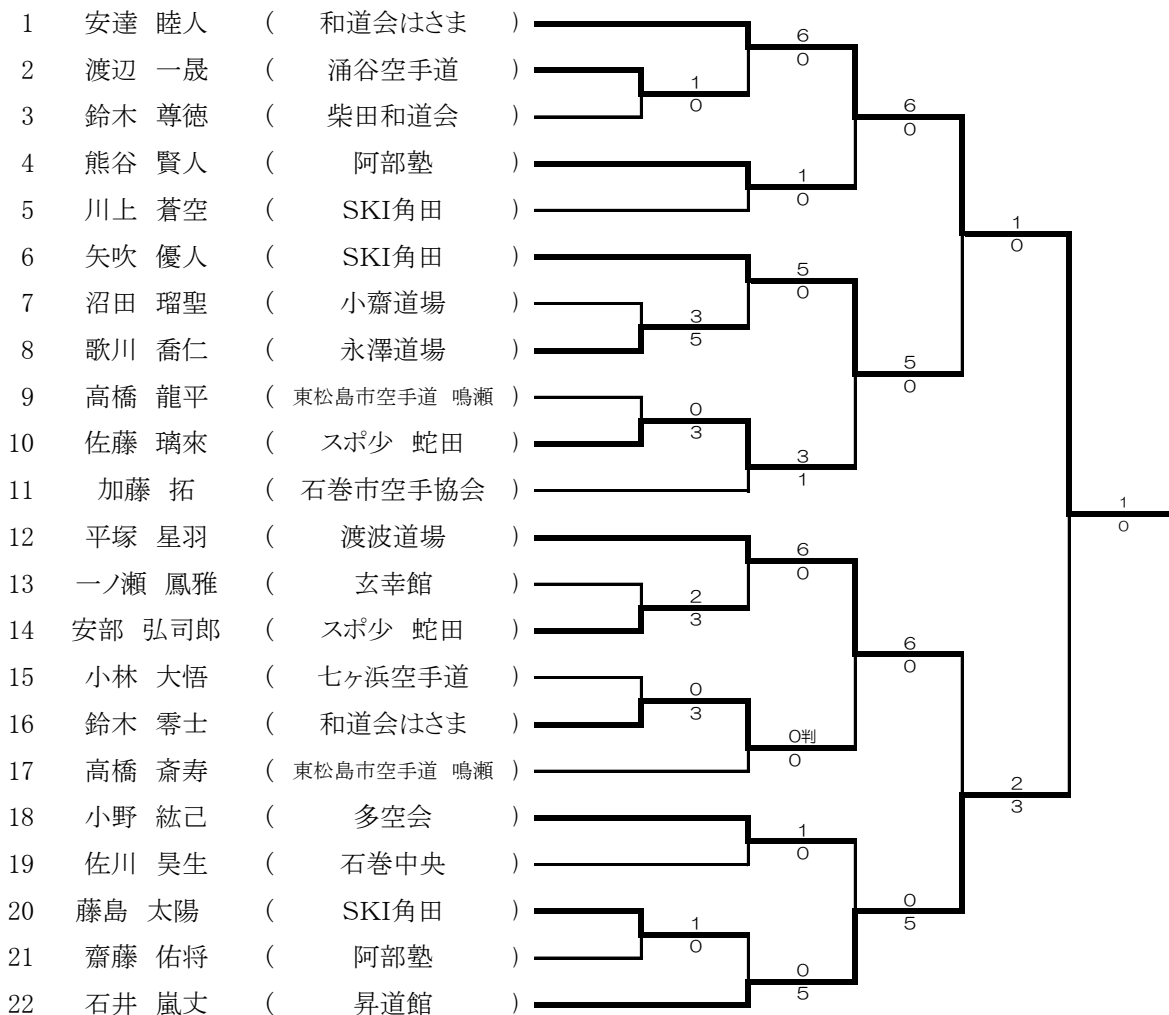 1 安達 睦人 ( 和道会はさま )
2 渡辺 一晟 ( 涌谷空手道 )
3 鈴木 尊徳 ( 柴田和道会 )
4 熊谷 賢人 ( 阿部塾 )
5 川上 蒼空 ( SKI角田 )
6 矢吹 優人 ( SKI角田 )
7 沼田 瑠聖 ( 小齋道場 )
8 歌川 喬仁 ( 永澤道場 )
9 高橋 龍平 ( 東松島市空手道 鳴瀬 )
10 佐藤 璃來 ( スポ少 蛇田 )
11 加藤 拓 ( 石巻市空手協会 )
12 平塚 星羽 ( 渡波道場 )
13 一ノ瀬 鳳雅 ( 玄幸館 )
14 安部 弘司郎 ( スポ少 蛇田 )
15 小林 大悟 ( 七ヶ浜空手道 )
16 鈴木 零士 ( 和道会はさま )
17 高橋 斎寿 ( 東松島市空手道 鳴瀬 )
18 小野 紘己 ( 多空会 )
19 佐川 昊生 ( 石巻中央 )
20 藤島 太陽 ( SKI角田 )
21 齋藤 佑将 ( 阿部塾 )
22 石井 嵐丈 ( 昇道館 )
1
0
3
5
0
3
2
3
0
3
1
0
6
0
1
0
5
0
3
1
6
0
0判
0
1
0
0
5
6
0
5
0
6
0
0
5
1
0
2
3
1
0